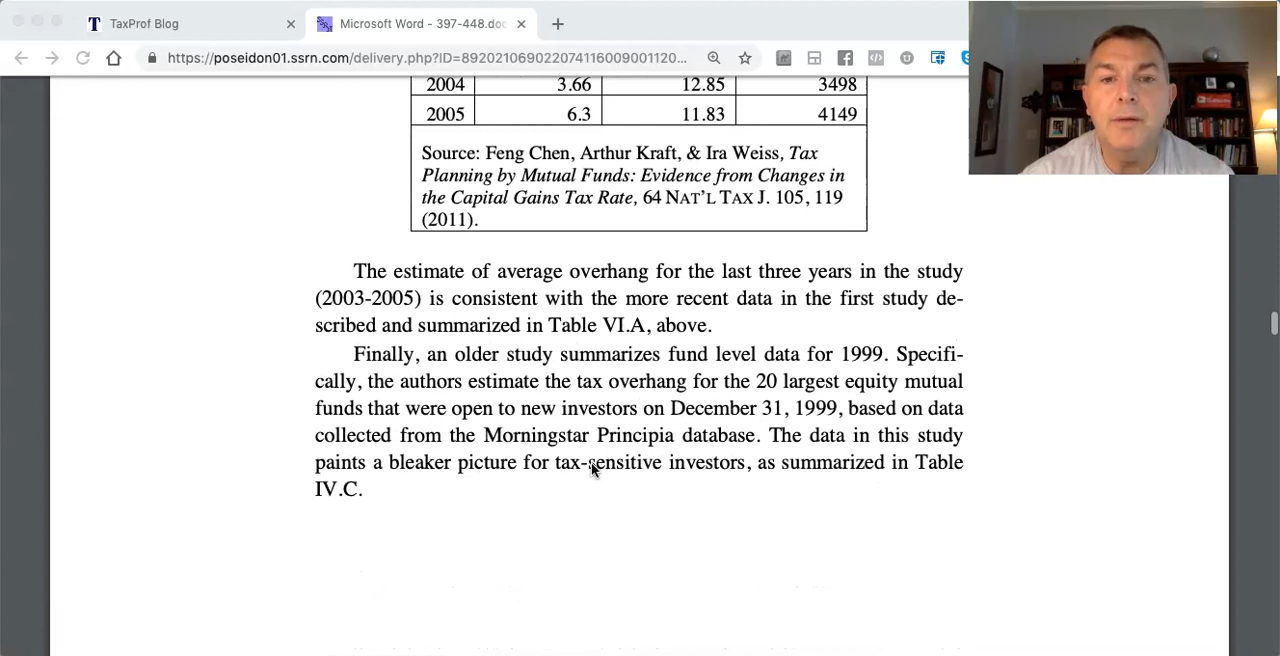 TaxProf Blog
Microsoft Word - 397-448.doc
https://poseidon01.ssrn.com/delivery.php?ID=892021069022074116009001120...
2004 3.66 12.85 3498
2005 6.3 11.83 4149
Source: Feng Chen, Arthur Kraft, & Ira Weiss, Tax
Planning by Mutual Funds: Evidence from Changes in
the Capital Gains Tax Rate, 64 NAT'L TAX J. 105, 119
(2011).
The estimate of average overhang for the last three years in the study
(2003-2005) is consistent with the more recent data in the first study de-
scribed and summarized in Table VI.A, above.
Finally, an older study summarizes fund level data for 1999. Specifi-
cally, the authors estimate the tax overhang for the 20 largest equity mutual
funds that were open to new investors on December 31, 1999, based on data
collected from the Morningstar Principia database. The data in this study
paints a bleaker picture for tax-sensitive investors, as summarized in Table
IV.C.